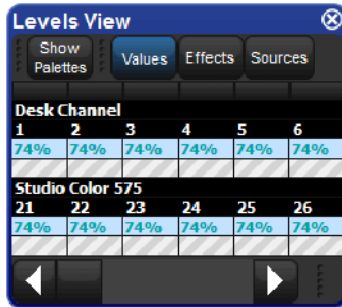 Levels View
Show Palettes Values Effects Sources
Desk Channel
1 2 3 4 5 6
74% 74% 74% 74% 74% 74%
Studio Color 575
21 22 23 24 25 26
74% 74% 74% 74% 74% 74%